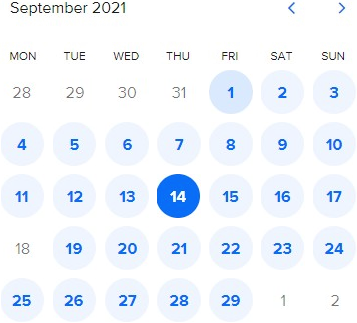 September 2021
MON TUE WED THU FRI SAT SUN
28 29 30 31 1 2 3
4 5 6 7 8 9 10
11 12 13 14 15 16 17
18 19 20 21 22 23 24
25 26 27 28 29 1 2